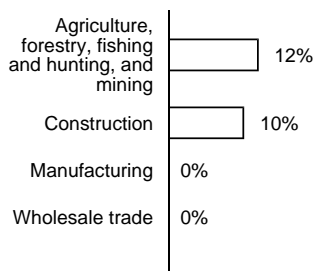 Agriculture,
forestry, fishing
and hunting, and
mining
12%
Construction
10%
Manufacturing
0%
Wholesale trade
0%